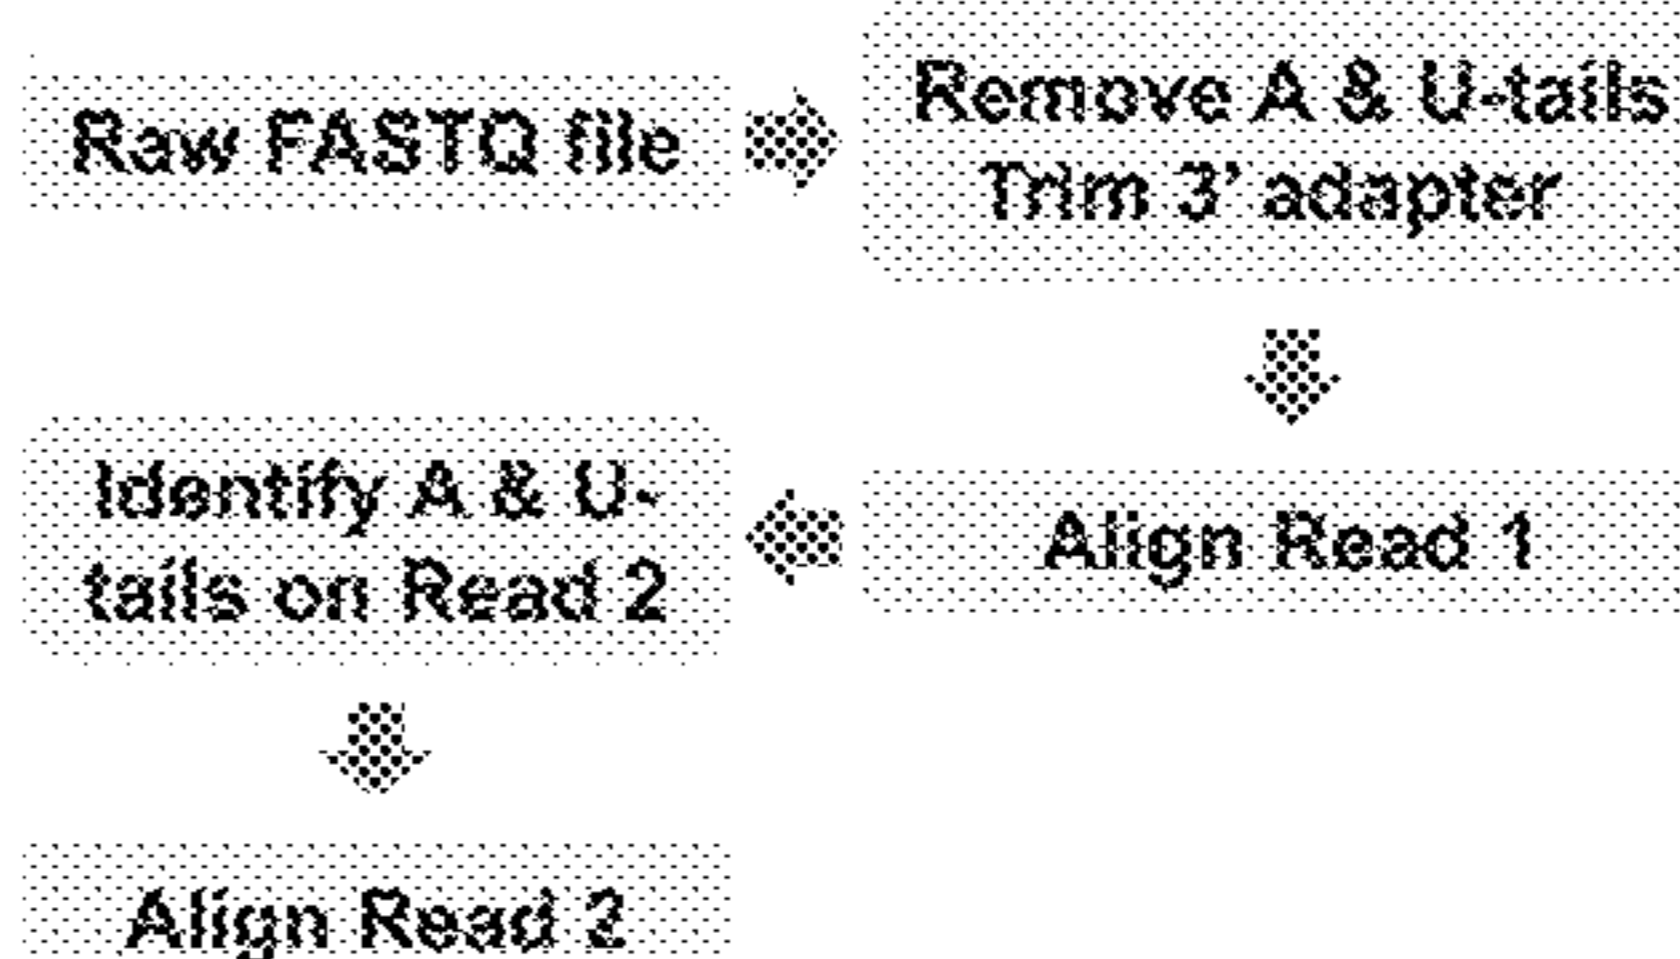 Raw FASTQ file
Remove A & U-tails
Trim 3' adapter
Align Read 1
Identify A & U-
tails on Read 2
Align Read 2